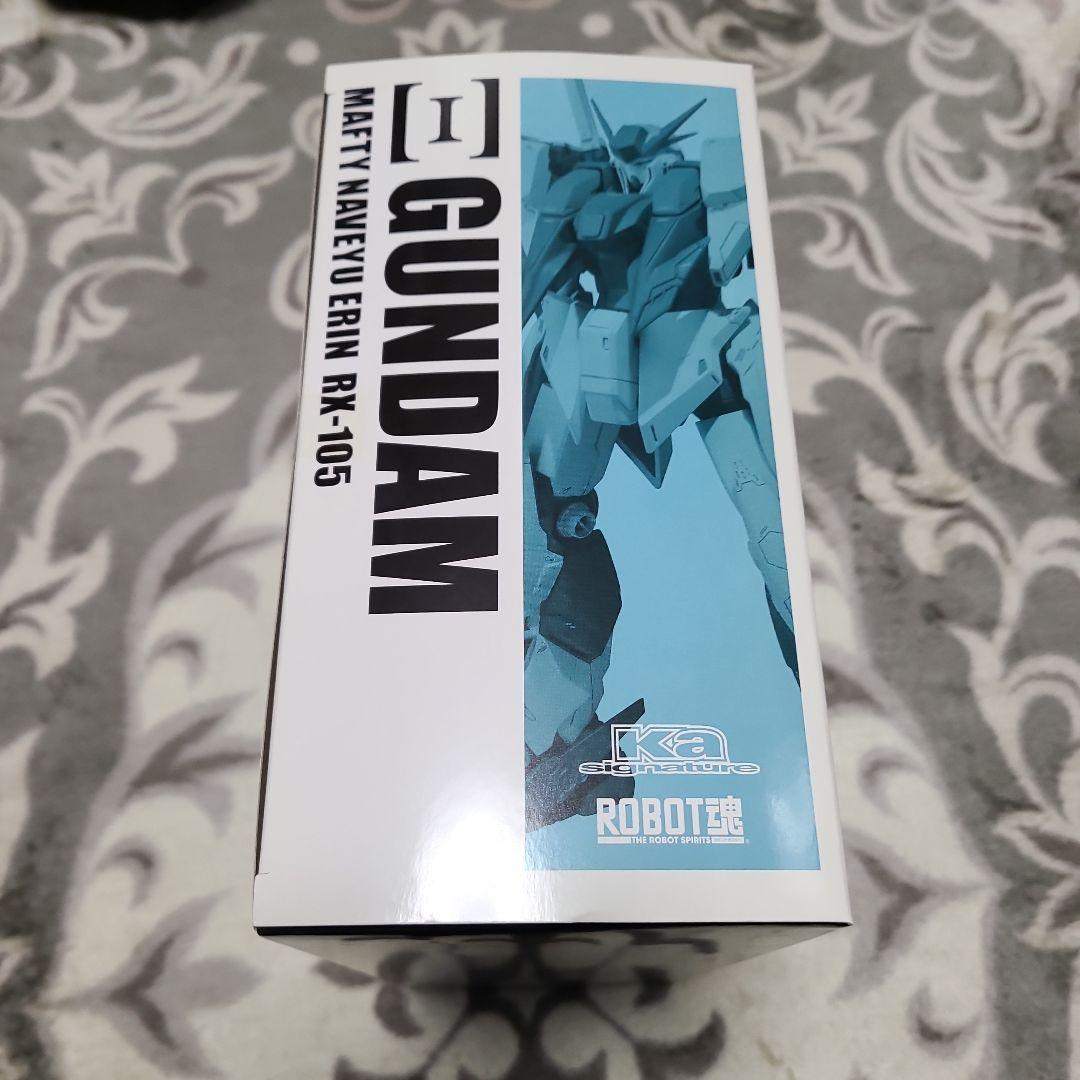 Ξ GUNDAM
MAFTY NAVEYU ERIN RX-105
Ka
signature
ROBOT魂
THE ROBOT SPIRITS